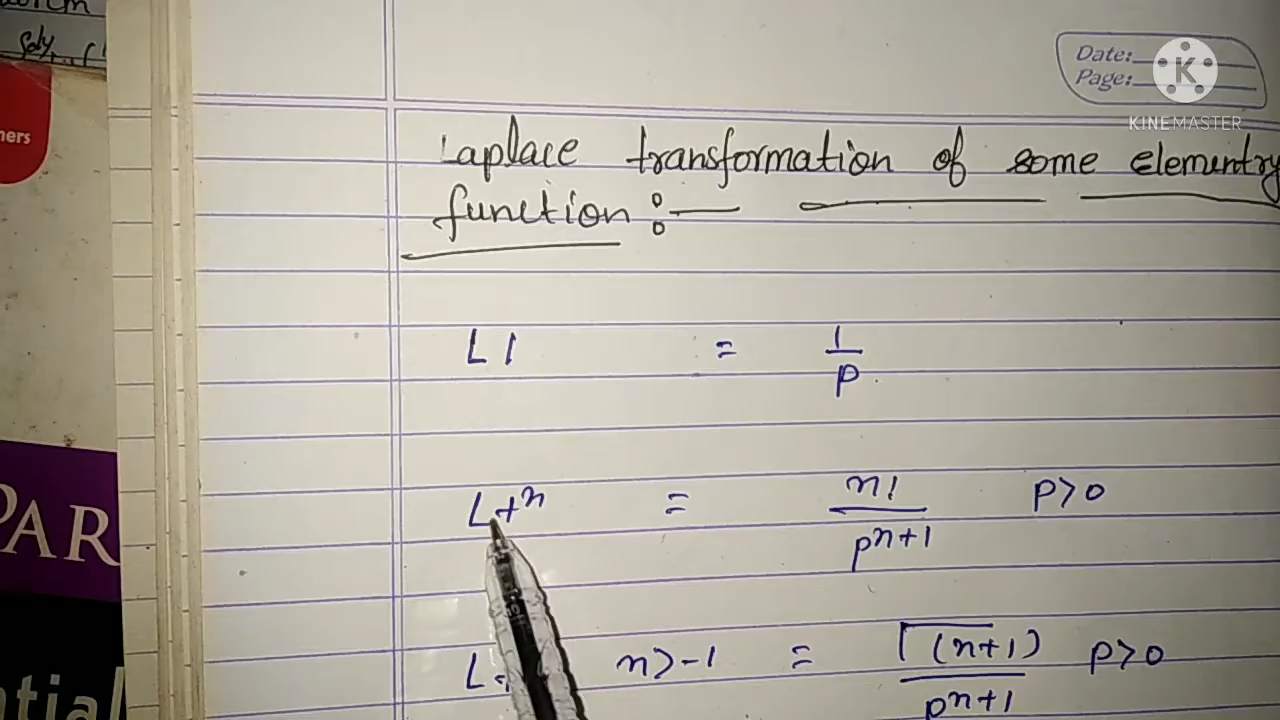 Date:
Page:
K
KINEMASTER
Laplace transformation of some elementry
function :—
L 1 = 1/p
L t^n = n!/p^{n+1} p>0
L n>-1 = Γ(n+1)/p^{n+1} p>0
ners
PAR
ntial